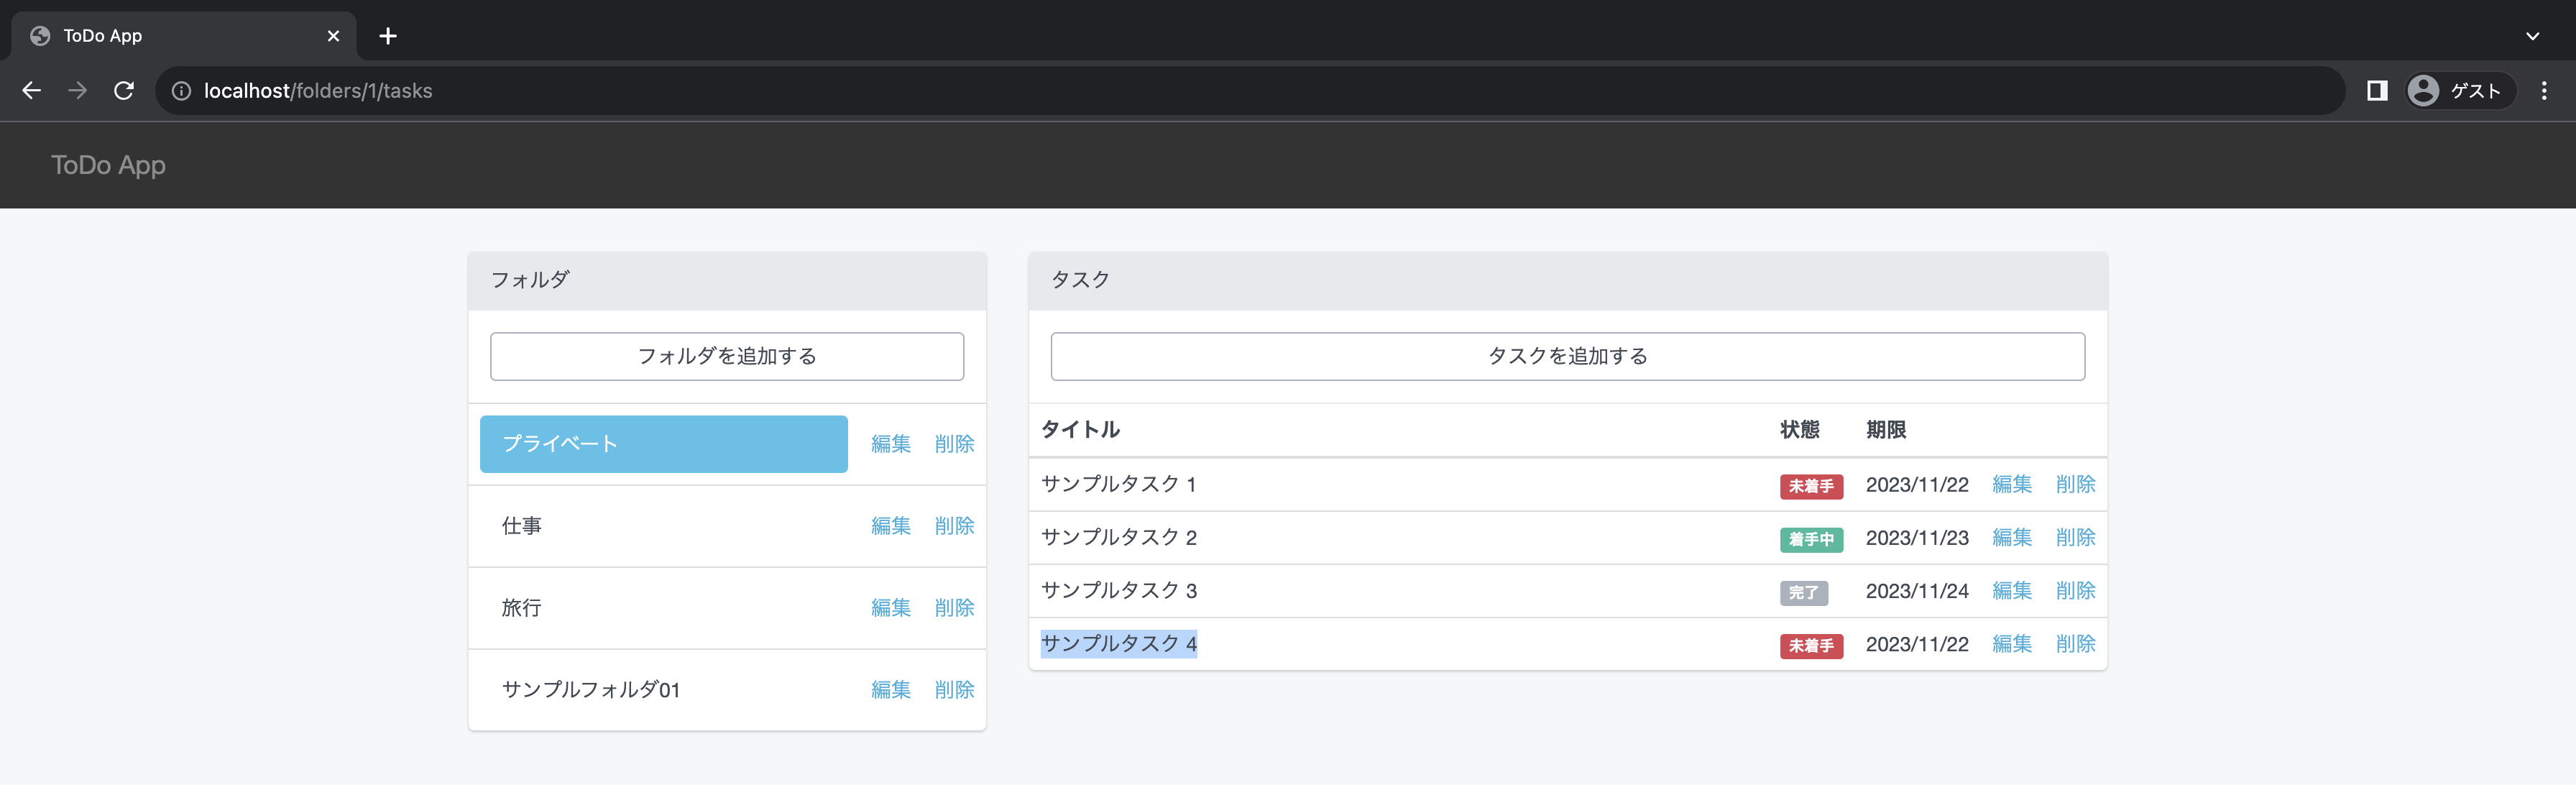 ToDo App
localhost/folders/1/tasks
ゲスト
ToDo App
フォルダ
フォルダを追加する
プライベート 編集 削除
仕事 編集 削除
旅行 編集 削除
サンプルフォルダ01 編集 削除
タスク
タスクを追加する
タイトル 状態 期限
サンプルタスク 1 未着手 2023/11/22 編集 削除
サンプルタスク 2 着手中 2023/11/23 編集 削除
サンプルタスク 3 完了 2023/11/24 編集 削除
サンプルタスク 4 未着手 2023/11/22 編集 削除